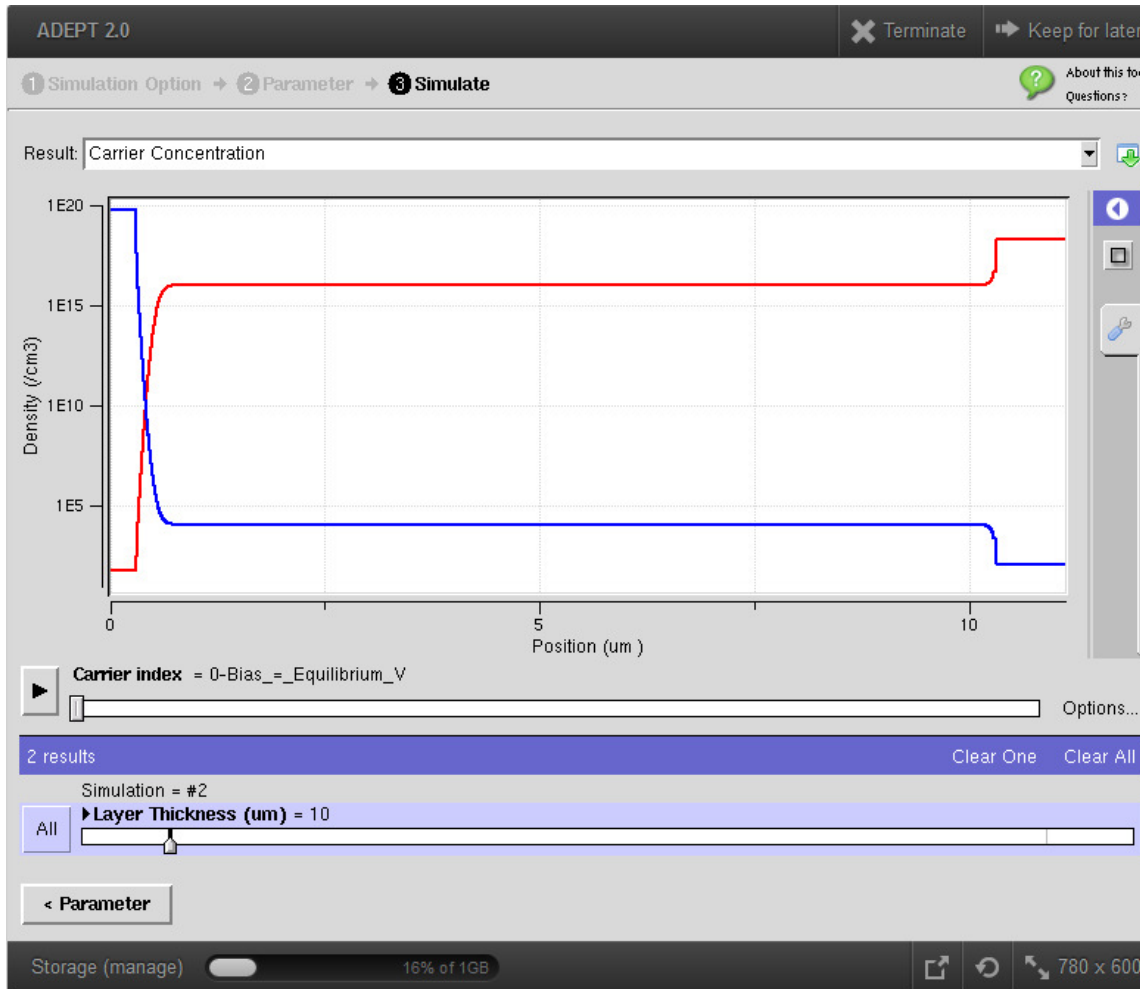 ADEPT 2.0
Terminate
Keep for later
1 Simulation Option
2 Parameter
3 Simulate
?
About this too
Questions?
Result: Carrier Concentration
1E20
1E15
1E10
1E5
Density (/cm3)
0
5
10
Position (um )
Carrier index = 0-Bias_=_Equilibrium_V
Options...
2 results
Clear One
Clear All
Simulation = #2
All
Layer Thickness (um) = 10
< Parameter
Storage (manage)
16% of 1GB
780 x 600